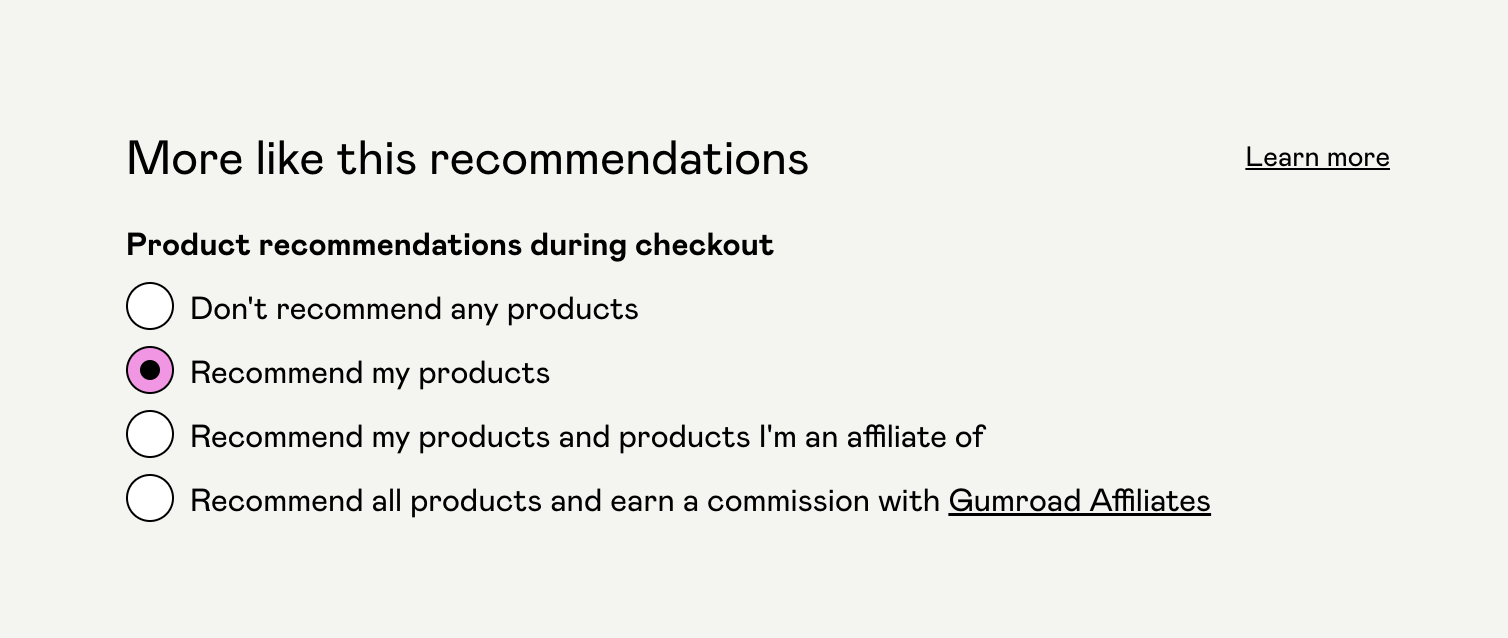 More like this recommendations
Learn more
Product recommendations during checkout
Don't recommend any products
Recommend my products
Recommend my products and products I'm an affiliate of
Recommend all products and earn a commission with Gumroad Affiliates